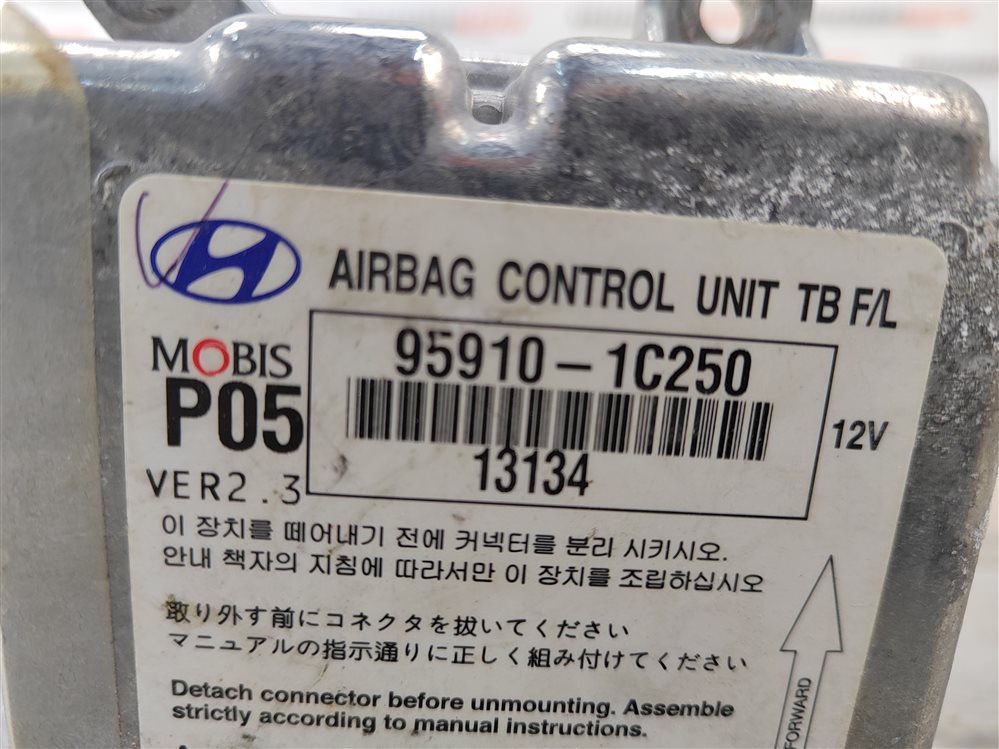 AIRBAG CONTROL UNIT TB F/L
MOBIS
P05
VER2.3
95910-1C250
13134
12V
이 장치를 떼어내기 전에 커넥터를 분리 시키시오.
안내 책자의 지침에 따라서만 이 장치를 조립하십시오
取り外す前にコネクタを抜いてください
マニュアルの指示通りに正しく組み付けてください
Detach connector before unmounting. Assemble
strictly according to manual instructions.
FORWARD